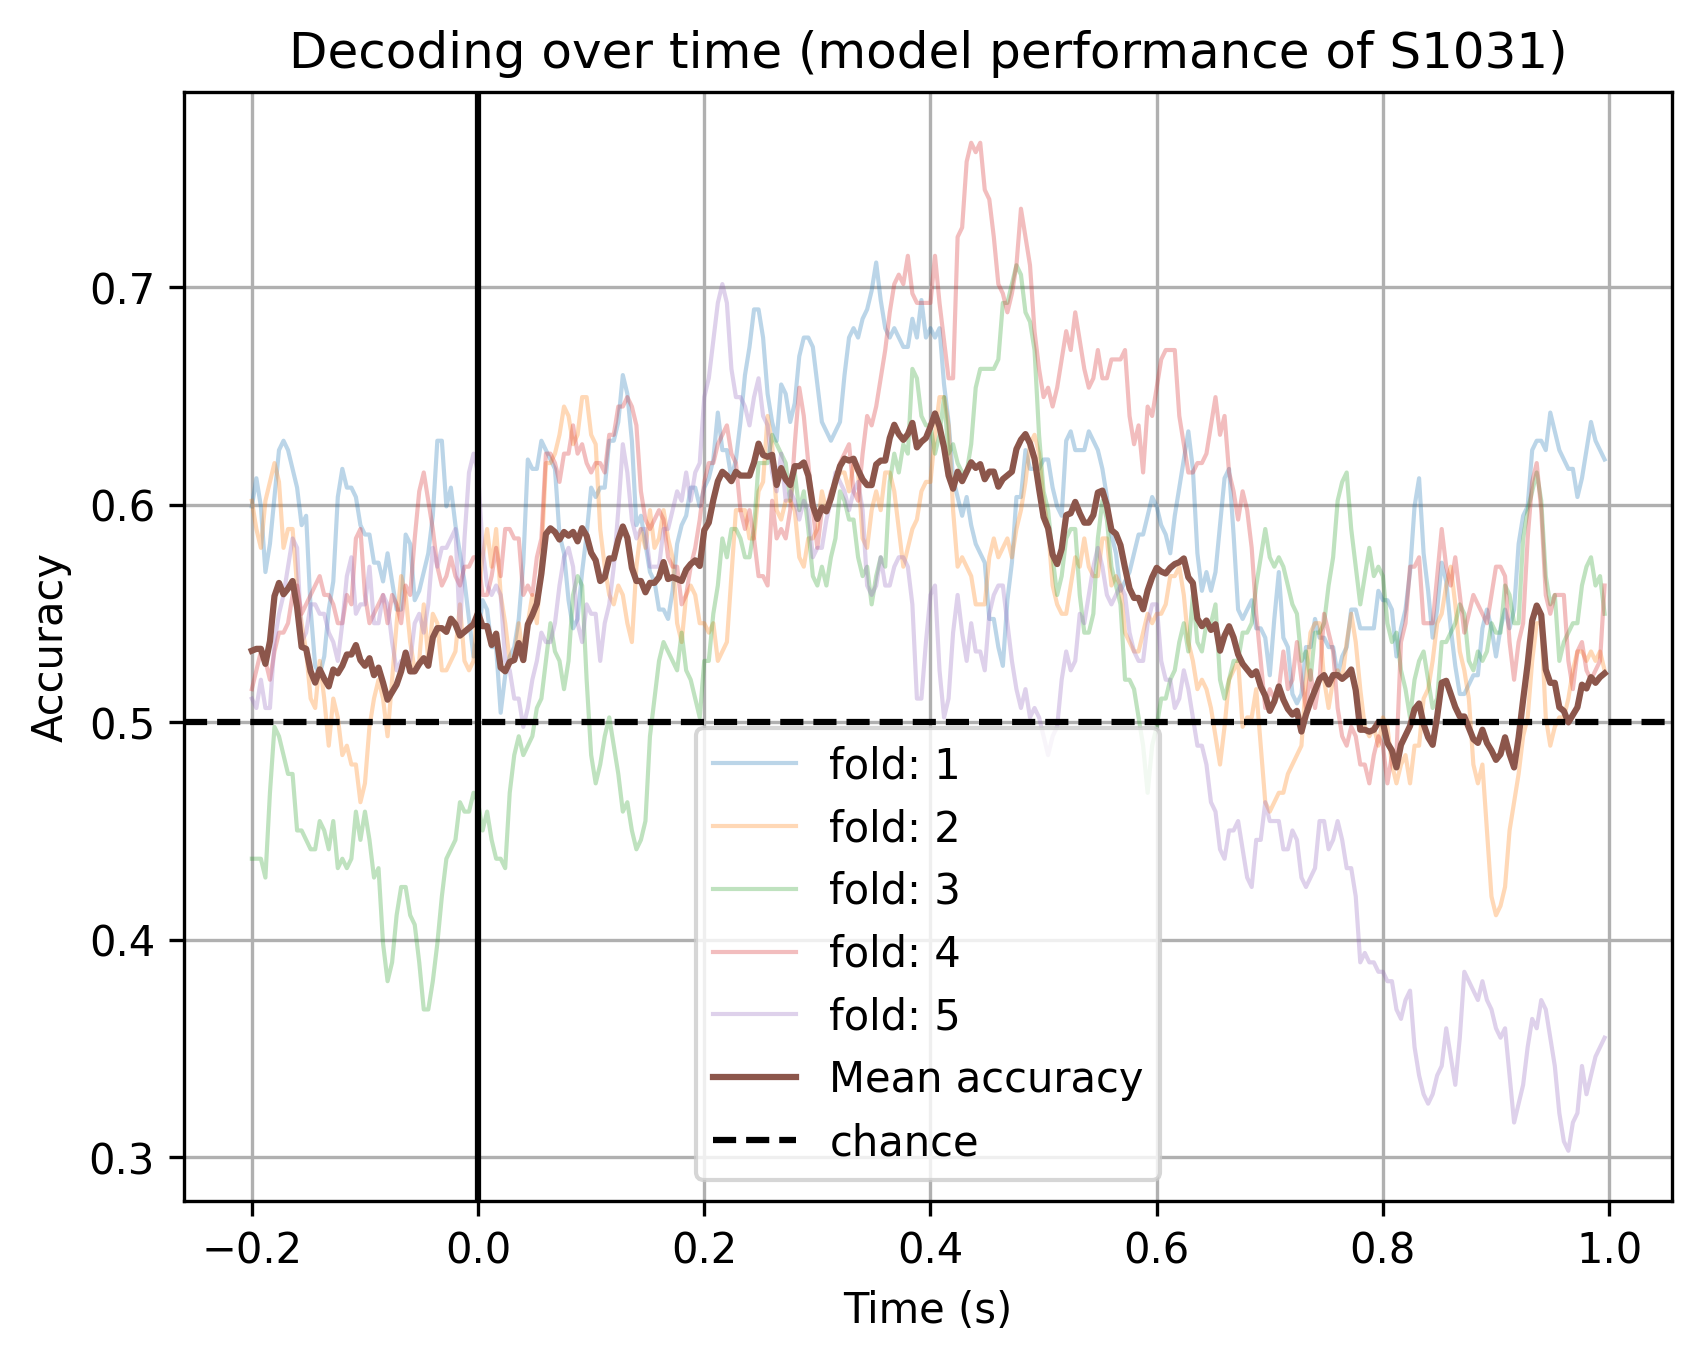 Decoding over time (model performance of S1031)
Accuracy
0.7
0.6
0.5
0.4
0.3
fold: 1
fold: 2
fold: 3
fold: 4
fold: 5
Mean accuracy
chance
−0.2 0.0 0.2 0.4 0.6 0.8 1.0
Time (s)